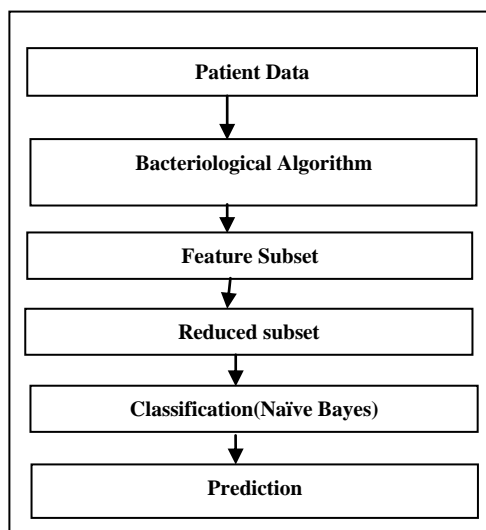 Patient Data
Bacteriological Algorithm
Feature Subset
Reduced subset
Classification(Naïve Bayes)
Prediction